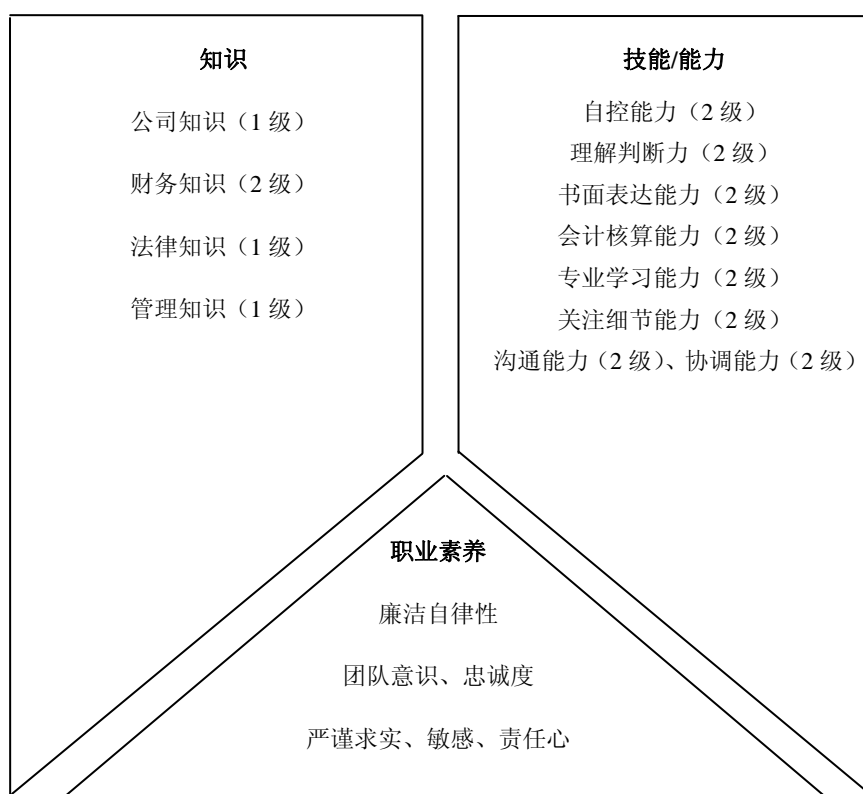 知识
公司知识（1 级）
财务知识（2 级）
法律知识（1 级）
管理知识（1 级）
技能/能力
自控能力（2 级）
理解判断力（2 级）
书面表达能力（2 级）
会计核算能力（2 级）
专业学习能力（2 级）
关注细节能力（2 级）
沟通能力（2 级）、协调能力（2 级）
职业素养
廉洁自律性
团队意识、忠诚度
严谨求实、敏感、责任心